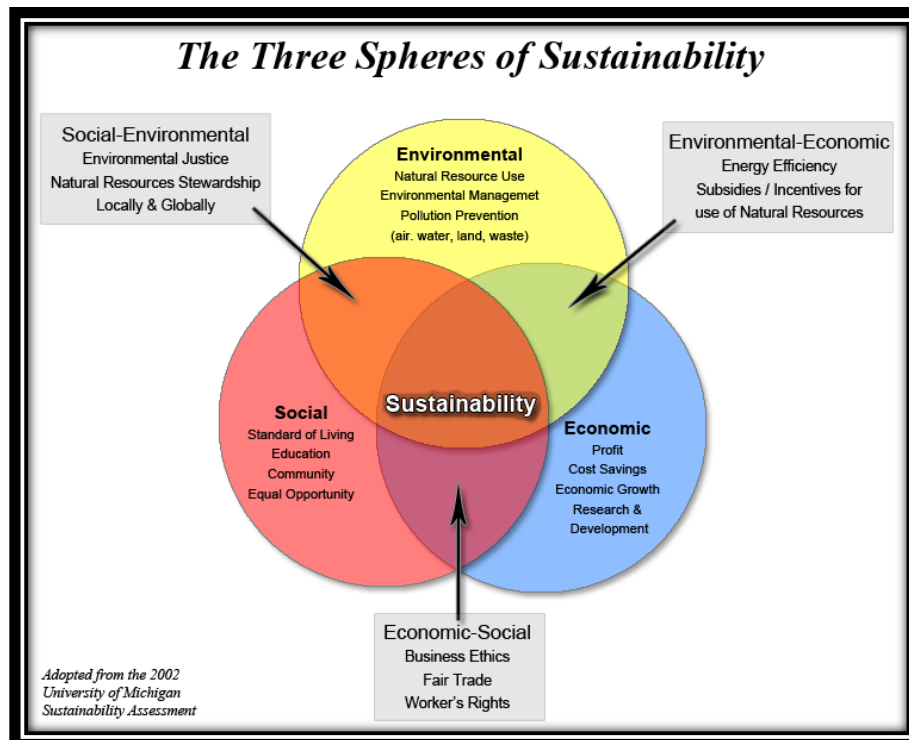 The Three Spheres of Sustainability
Social-Environmental
Environmental Justice
Natural Resources Stewardship
Locally & Globally
Environmental
Natural Resource Use
Environmental Managemet
Pollution Prevention
(air. water, land, waste)
Environmental-Economic
Energy Efficiency
Subsidies / Incentives for
use of Natural Resources
Sustainability
Social
Standard of Living
Education
Community
Equal Opportunity
Economic
Profit
Cost Savings
Economic Growth
Research &
Development
Economic-Social
Business Ethics
Fair Trade
Worker's Rights
Adopted from the 2002
University of Michigan
Sustainability Assessment